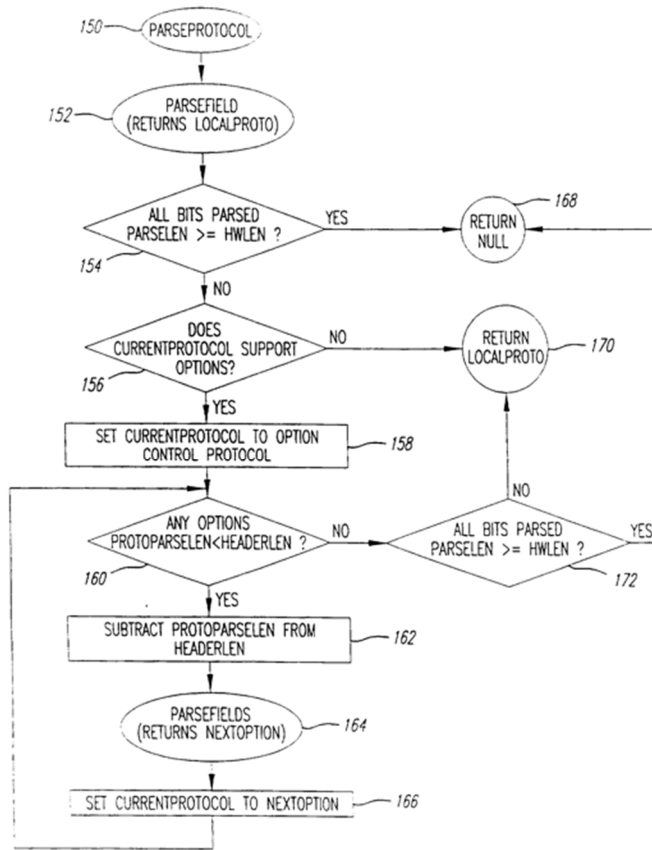 150
PARSEPROTOCOL
152
PARSEFIELD
(RETURNS LOCALPROTO)
ALL BITS PARSED
PARSELEN >= HWLEN ?
154
YES
168
RETURN
NULL
NO
DOES
CURRENTPROTOCOL SUPPORT
OPTIONS?
156
NO
RETURN
LOCALPROTO
170
YES
SET CURRENTPROTOCOL TO OPTION
CONTROL PROTOCOL
158
ANY OPTIONS
PROTOPARSELEN<HEADERLEN ?
160
NO
NO
ALL BITS PARSED
PARSELEN >= HWLEN ?
172
YES
YES
SUBTRACT PROTOPARSELEN FROM
HEADERLEN
162
PARSEFIELDS
(RETURNS NEXTOPTION)
164
SET CURRENTPROTOCOL TO NEXTOPTION
166